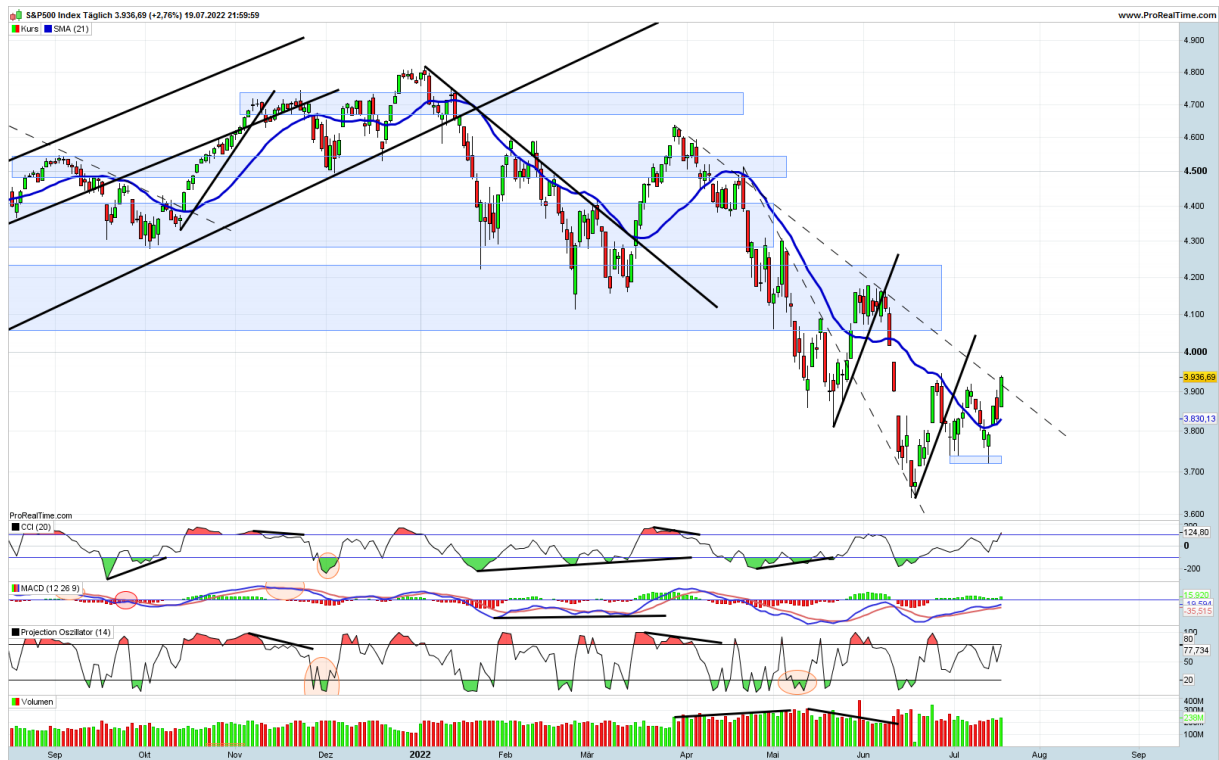 S&P500 Index Täglich 3.936,69 (+2,76%) 19.07.2022 21:59:59
www.ProRealTime.com
Kurs SMA (21)
4.900
4.800
4.700
4.600
4.500
4.400
4.300
4.200
4.100
4.000
3.936,69
3.900
3.830,13
3.800
3.700
3.600
ProRealTime.com
CCI (20)
124,80
0
-200
MACD (12 26 9)
15,920
-19,594
-35,515
Projection Oszillator (14)
100
80
77,734
50
20
Volumen
400M
300M
238M
100M
Sep Okt Nov Dez 2022 Feb Mär Apr Mai Jun Jul Aug Sep